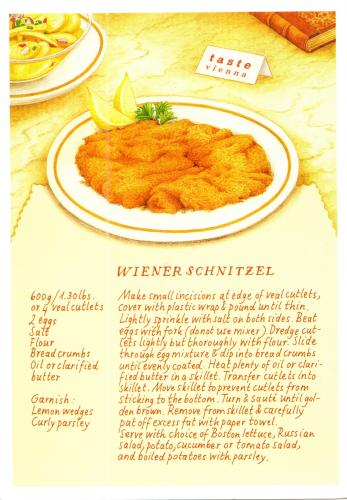 taste
vienna
WIENER SCHNITZEL
600g/1.30lbs.
or 4 veal cutlets
2 eggs
Salt
Flour
Bread crumbs
Oil or clarified
butter
Garnish:
Lemon wedges
Curly parsley
Make small incisions at edge of veal cutlets,
cover with plastic wrap & pound until thin.
Lightly sprinkle with salt on both sides. Beat
eggs with fork (do not use mixer). Dredge cut-
lets lightly but thoroughly with flour. Slide
through egg mixture & dip into bread crumbs
until evenly coated. Heat plenty of oil or clari-
fied butter in a skillet. Transfer cutlets into
skillet. Move skillet to prevent cutlets from
sticking to the bottom. Turn & sauté until gol-
den brown. Remove from skillet & carefully
pat off excess fat with paper towel.
Serve with choice of Boston lettuce, Russian
salad, potato, cucumber or tomato salad,
and boiled potatoes with parsley.